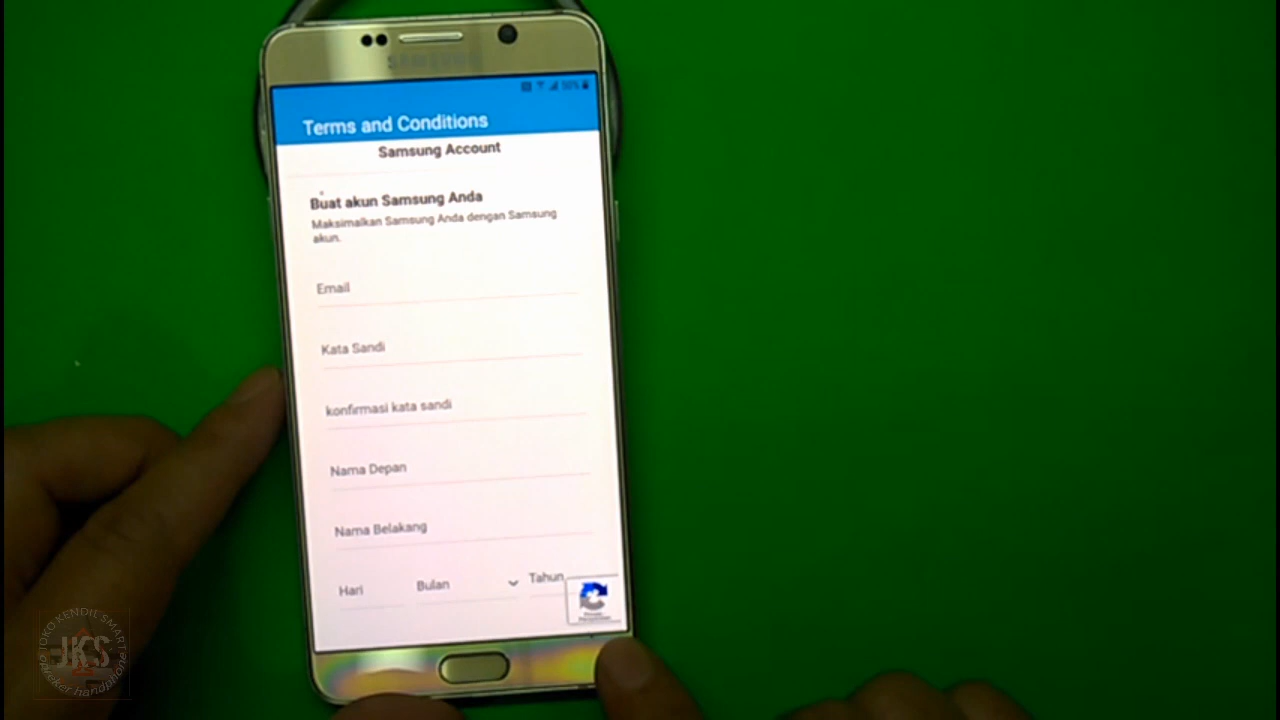 SAMSUNG
50%
Terms and Conditions
Samsung Account
Buat akun Samsung Anda
Maksimalkan Samsung Anda dengan Samsung
akun.
Email
Kata Sandi
konfirmasi kata sandi
Nama Depan
Nama Belakang
Hari
Bulan
Tahun
JOKO KENDIL SMART
JKS